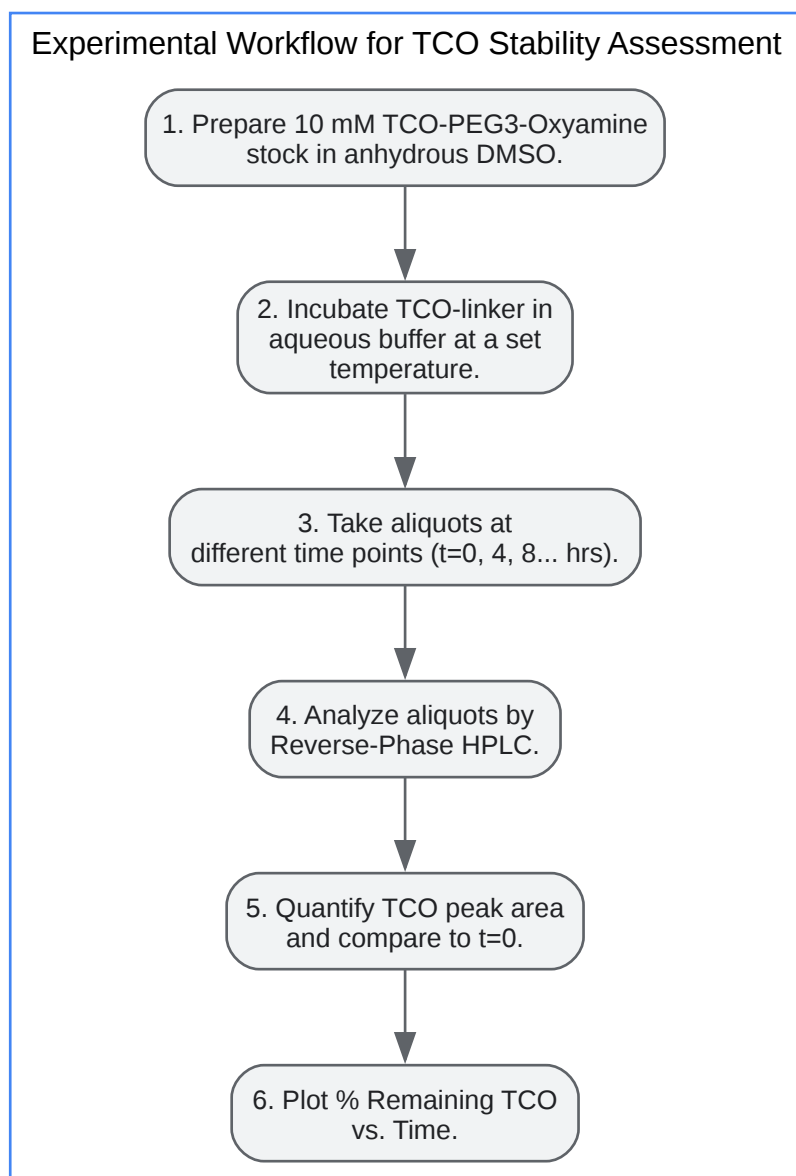 Experimental Workflow for TCO Stability Assessment
1. Prepare 10 mM TCO-PEG3-Oxyamine
stock in anhydrous DMSO.
2. Incubate TCO-linker in
aqueous buffer at a set
temperature.
3. Take aliquots at
different time points (t=0, 4, 8... hrs).
4. Analyze aliquots by
Reverse-Phase HPLC.
5. Quantify TCO peak area
and compare to t=0.
6. Plot % Remaining TCO
vs. Time.